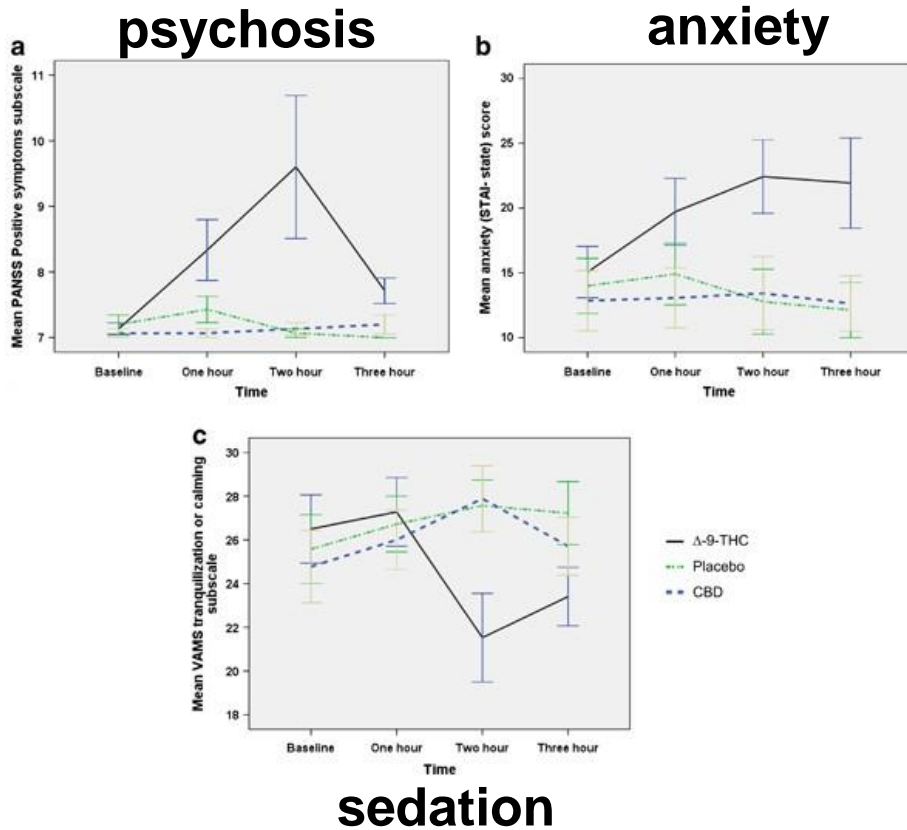 psychosis
anxiety
a
Mean PANSS Positive symptoms subscale
11
10
9
8
7
Baseline One hour Two hour Three hour
Time
b
Mean anxiety (STAI- state) score
30
25
20
15
10
Baseline One hour Two hour Three hour
Time
c
Mean VAMS tranquilization or calming
subscale
30
28
26
24
22
20
18
Baseline One hour Two hour Three hour
Time
Δ-9-THC
Placebo
CBD
sedation